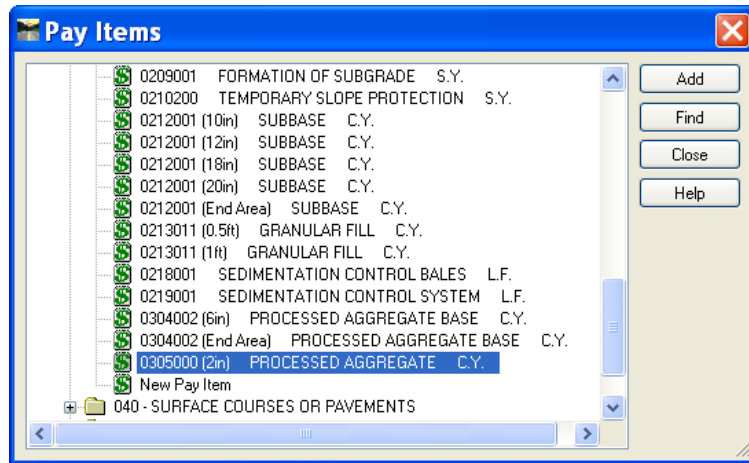 Pay Items
0209001 FORMATION OF SUBGRADE S.Y.
0210200 TEMPORARY SLOPE PROTECTION S.Y.
0212001 (10in) SUBBASE C.Y.
0212001 (12in) SUBBASE C.Y.
0212001 (18in) SUBBASE C.Y.
0212001 (20in) SUBBASE C.Y.
0212001 (End Area) SUBBASE C.Y.
0213011 (0.5ft) GRANULAR FILL C.Y.
0213011 (1ft) GRANULAR FILL C.Y.
0218001 SEDIMENTATION CONTROL BALES L.F.
0219001 SEDIMENTATION CONTROL SYSTEM L.F.
0304002 (6in) PROCESSED AGGREGATE BASE C.Y.
0304002 (End Area) PROCESSED AGGREGATE BASE C.Y.
0305000 (2in) PROCESSED AGGREGATE C.Y.
New Pay Item
040 - SURFACE COURSES OR PAVEMENTS
Add
Find
Close
Help